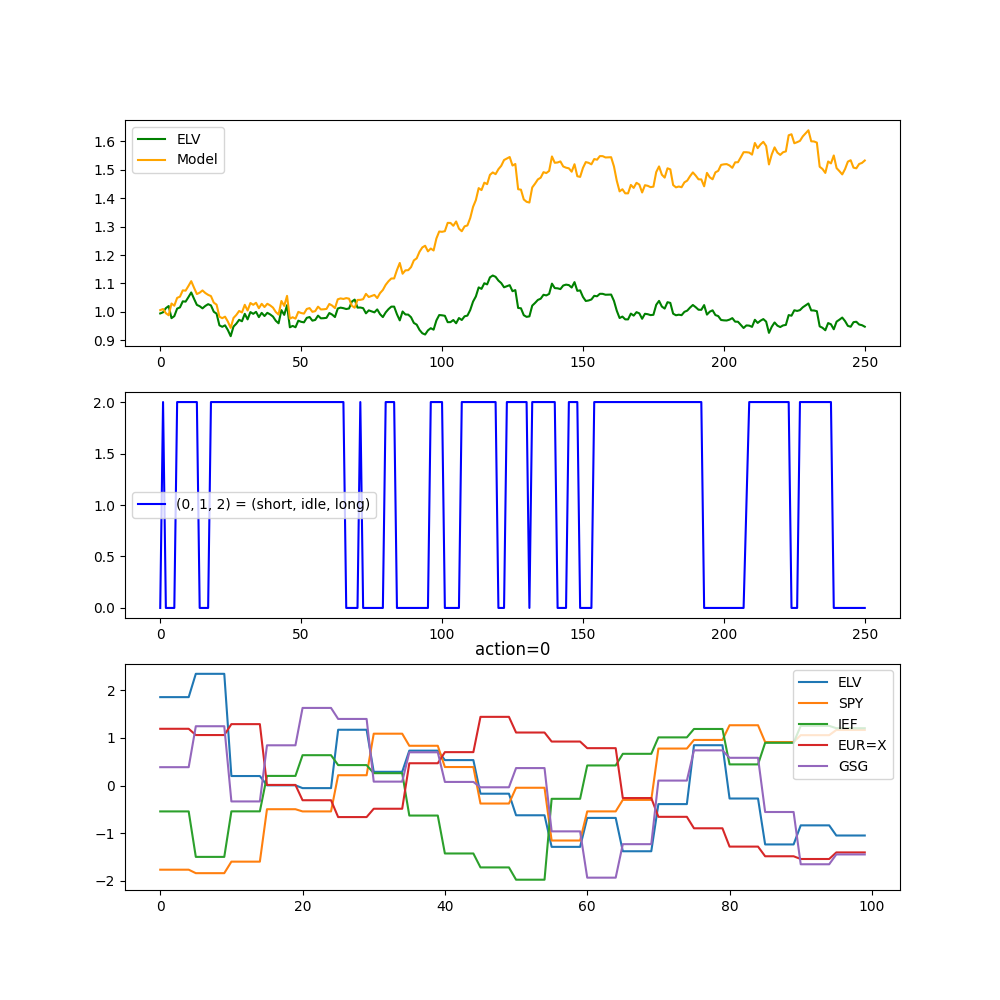 1.6
1.5
1.4
1.3
1.2
1.1
1.0
0.9
ELV
Model
0 50 100 150 200 250
2.0
1.5
1.0
0.5
0.0
(0, 1, 2) = (short, idle, long)
0 50 100 150 200 250
action=0
2
1
0
−1
−2
ELV
SPY
IEF
EUR=X
GSG
0 20 40 60 80 100